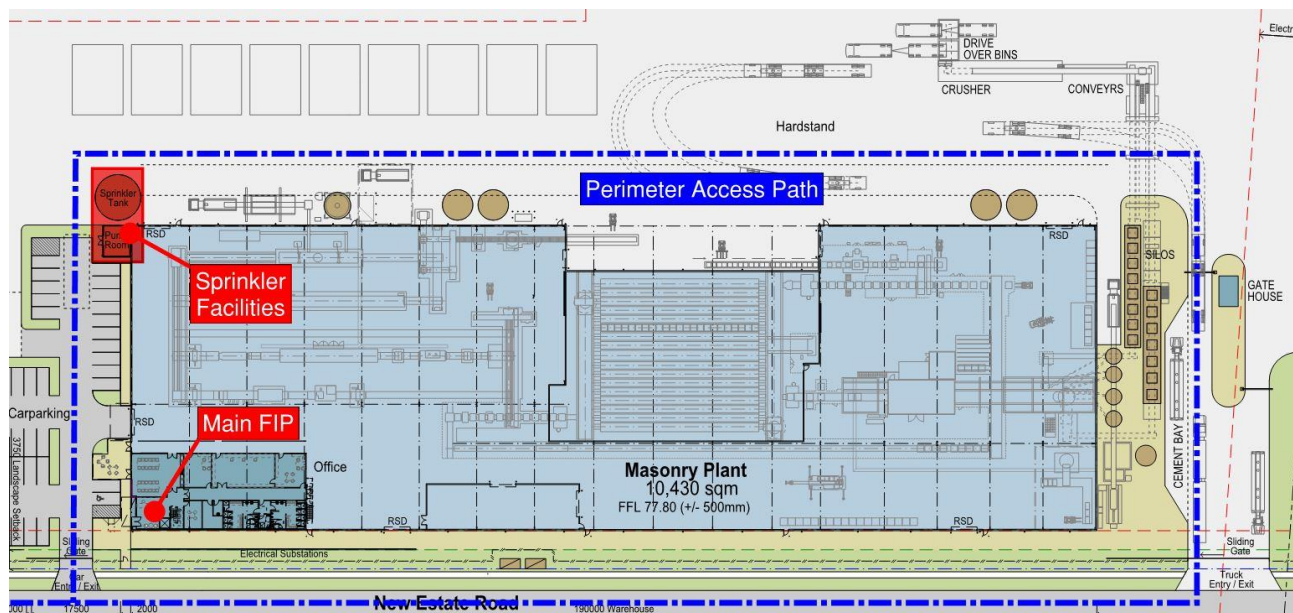 Electri
DRIVE
OVER BINS
CRUSHER
CONVEYRS
Hardstand
Perimeter Access Path
Sprinkler
Tank
Room
RSD
RSD
Sprinkler
Facilities
SILOS
GATE
HOUSE
Carparking
RSD
Main FIP
Office
Masonry Plant
10,430 sqm
FFL 77.80 (+/- 500mm)
CEMENT BAY
3750 Landscape Setback
RSD
RSD
Sliding
Gate
Electrical Substations
Sliding
Gate
Car
Entry / Exit
Truck
Entry / Exit
17500
2000
New Estate Road
190000 Warehouse